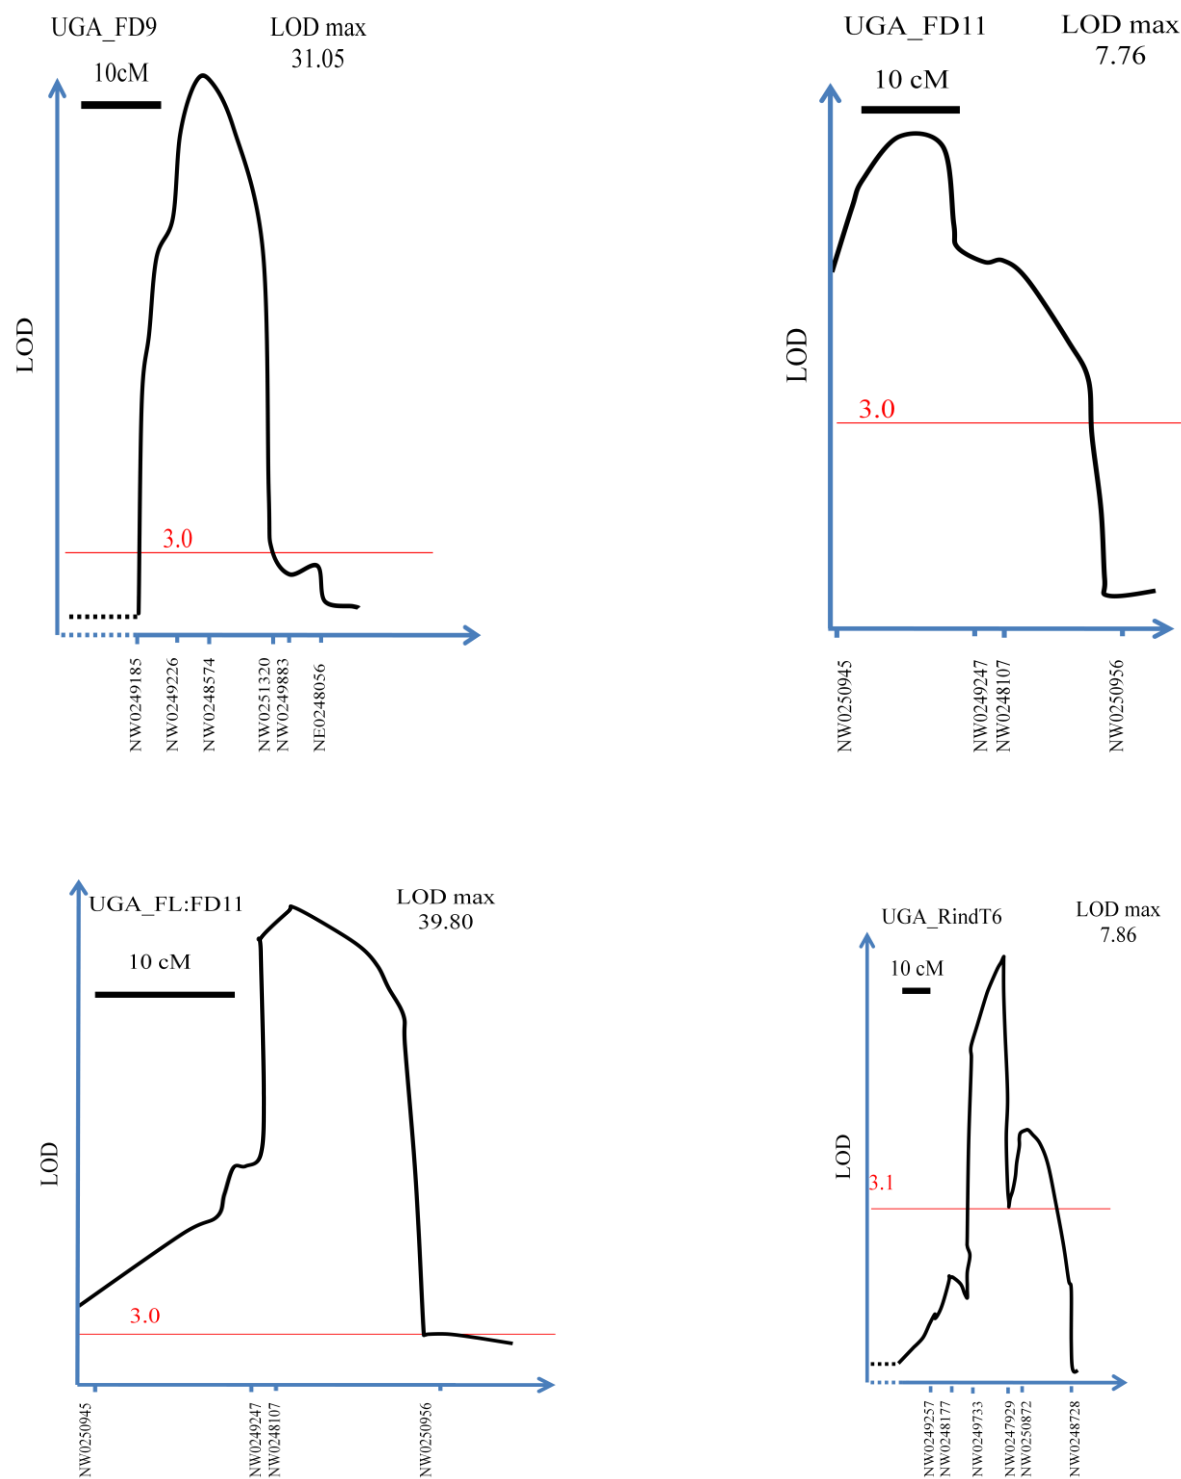 UGA_FD9
LOD max
31.05
10cM
LOD
3.0
NW0249185
NW0249226
NW0248574
NW0251320
NW0249883
NE0248056
UGA_FD11
LOD max
7.76
10 cM
LOD
3.0
NW0250945
NW0249247
NW0248107
NW0250956
UGA_FL:FD11
LOD max
39.80
10 cM
LOD
3.0
NW0250945
NW0249247
NW0248107
NW0250956
UGA_RindT6
LOD max
7.86
10 cM
LOD
3.1
NW0249257
NW0248177
NW0249733
NW0247929
NW0250872
NW0248728